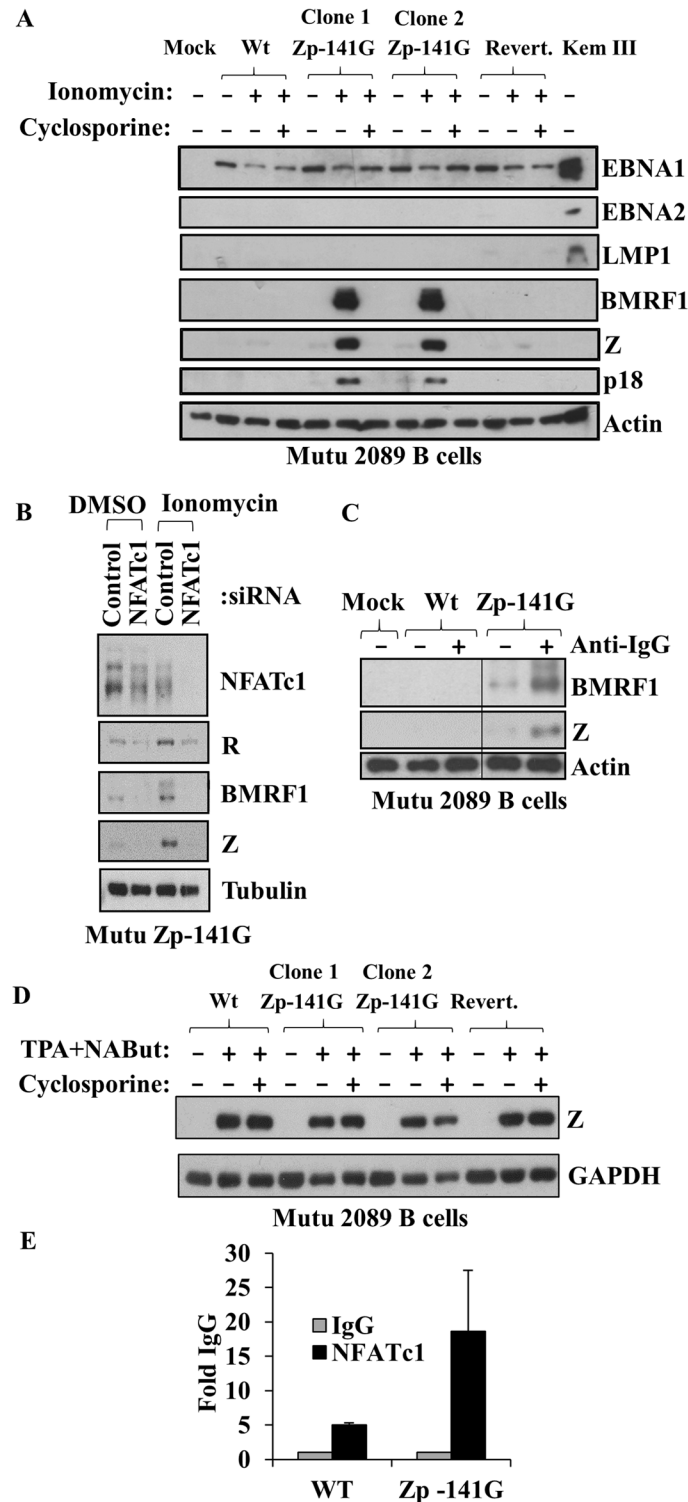 A
Clone 1 Clone 2
Mock Wt Zp-141G Zp-141G Revert. Kem III
Ionomycin: – – + + – + + – + + – + + –
Cyclosporine: – – – + – – + – – + – – + –
EBNA1
EBNA2
LMP1
BMRF1
Z
p18
Actin
Mutu 2089 B cells
B
DMSO Ionomycin
Control NFATc1 Control NFATc1 :siRNA
NFATc1
R
BMRF1
Z
Tubulin
Mutu Zp-141G
C
Mock Wt Zp-141G
– – + – + Anti-IgG
BMRF1
Z
Actin
Mutu 2089 B cells
D
Clone 1 Clone 2
Wt Zp-141G Zp-141G Revert.
TPA+NABut: – + + – + + – + + – + +
Cyclosporine: – – + – – + – – + – – +
Z
GAPDH
Mutu 2089 B cells
E
Fold IgG
30
25
20
15
10
5
0
IgG
NFATc1
WT Zp -141G